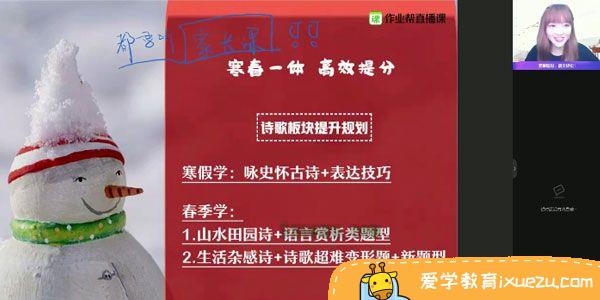 作业帮直播课
都要听 家长课!!
寒春一体 高效提分
诗歌板块提升规划
寒假学：咏史怀古诗+表达技巧
春季学：
1.山水田园诗+语言赏析类题型
2.生活杂感诗+诗歌超难变形题+新题型
爱学教育ixuezu.com